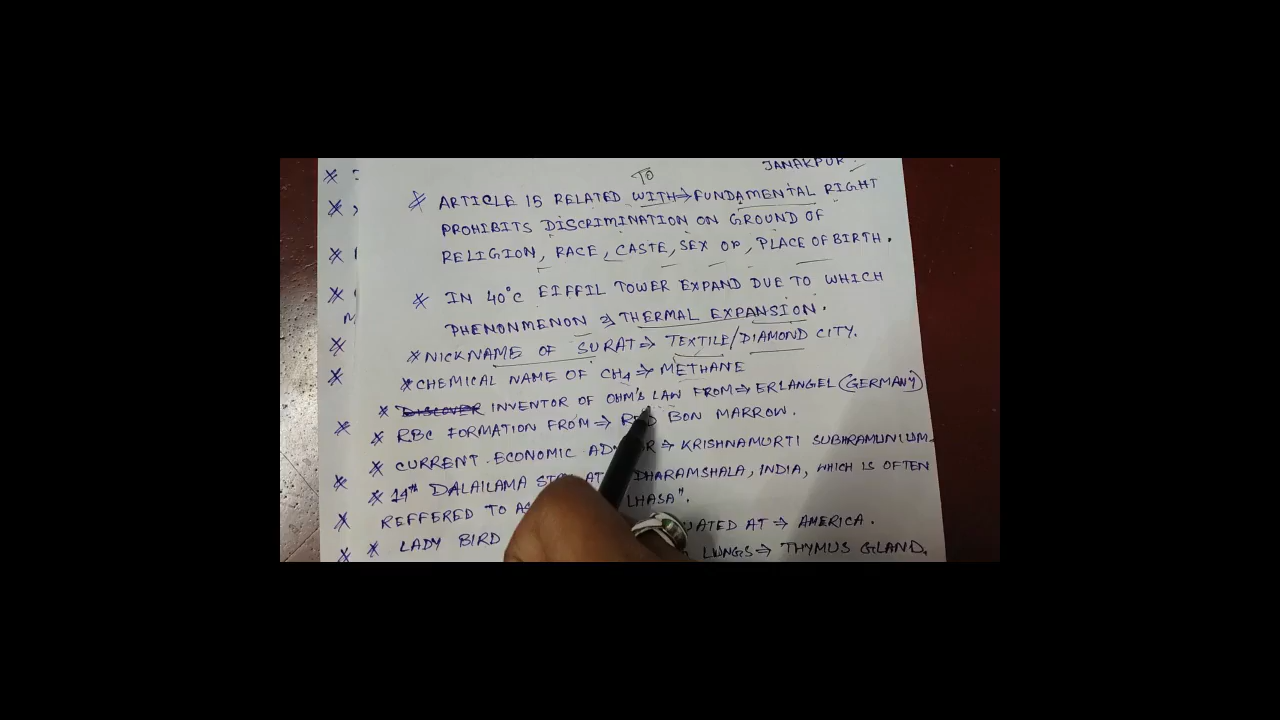 JANAKPUR.
TO
* ARTICLE 15 RELATED WITH → FUNDAMENTAL RIGHT
PROHIBITS DISCRIMINATION ON GROUND OF
RELIGION, RACE, CASTE, SEX OR, PLACE OF BIRTH.
* IN 40°C EIFFIL TOWER EXPAND DUE TO WHICH
PHENONMENON ⇒ THERMAL EXPANSION.
* NICKNAME OF SURAT ⇒ TEXTILE/DIAMOND CITY.
* CHEMICAL NAME OF CH4 ⇒ METHANE
* DISCOVER INVENTOR OF OHM'S LAW FROM ⇒ ERLANGEL (GERMANY)
* RBC FORMATION FROM ⇒ RED BON MARROW.
* CURRENT ECONOMIC ⇒ KRISHNAMURTI SUBHRAMUNIUM.
* 14TH DALAILAMA AT DHARAMSHALA, INDIA, WHICH IS OFTEN
REFFERED TO LHASA".
* LADY BIRD UATED AT ⇒ AMERICA.
LUNGS ⇒ THYMUS GLAND.